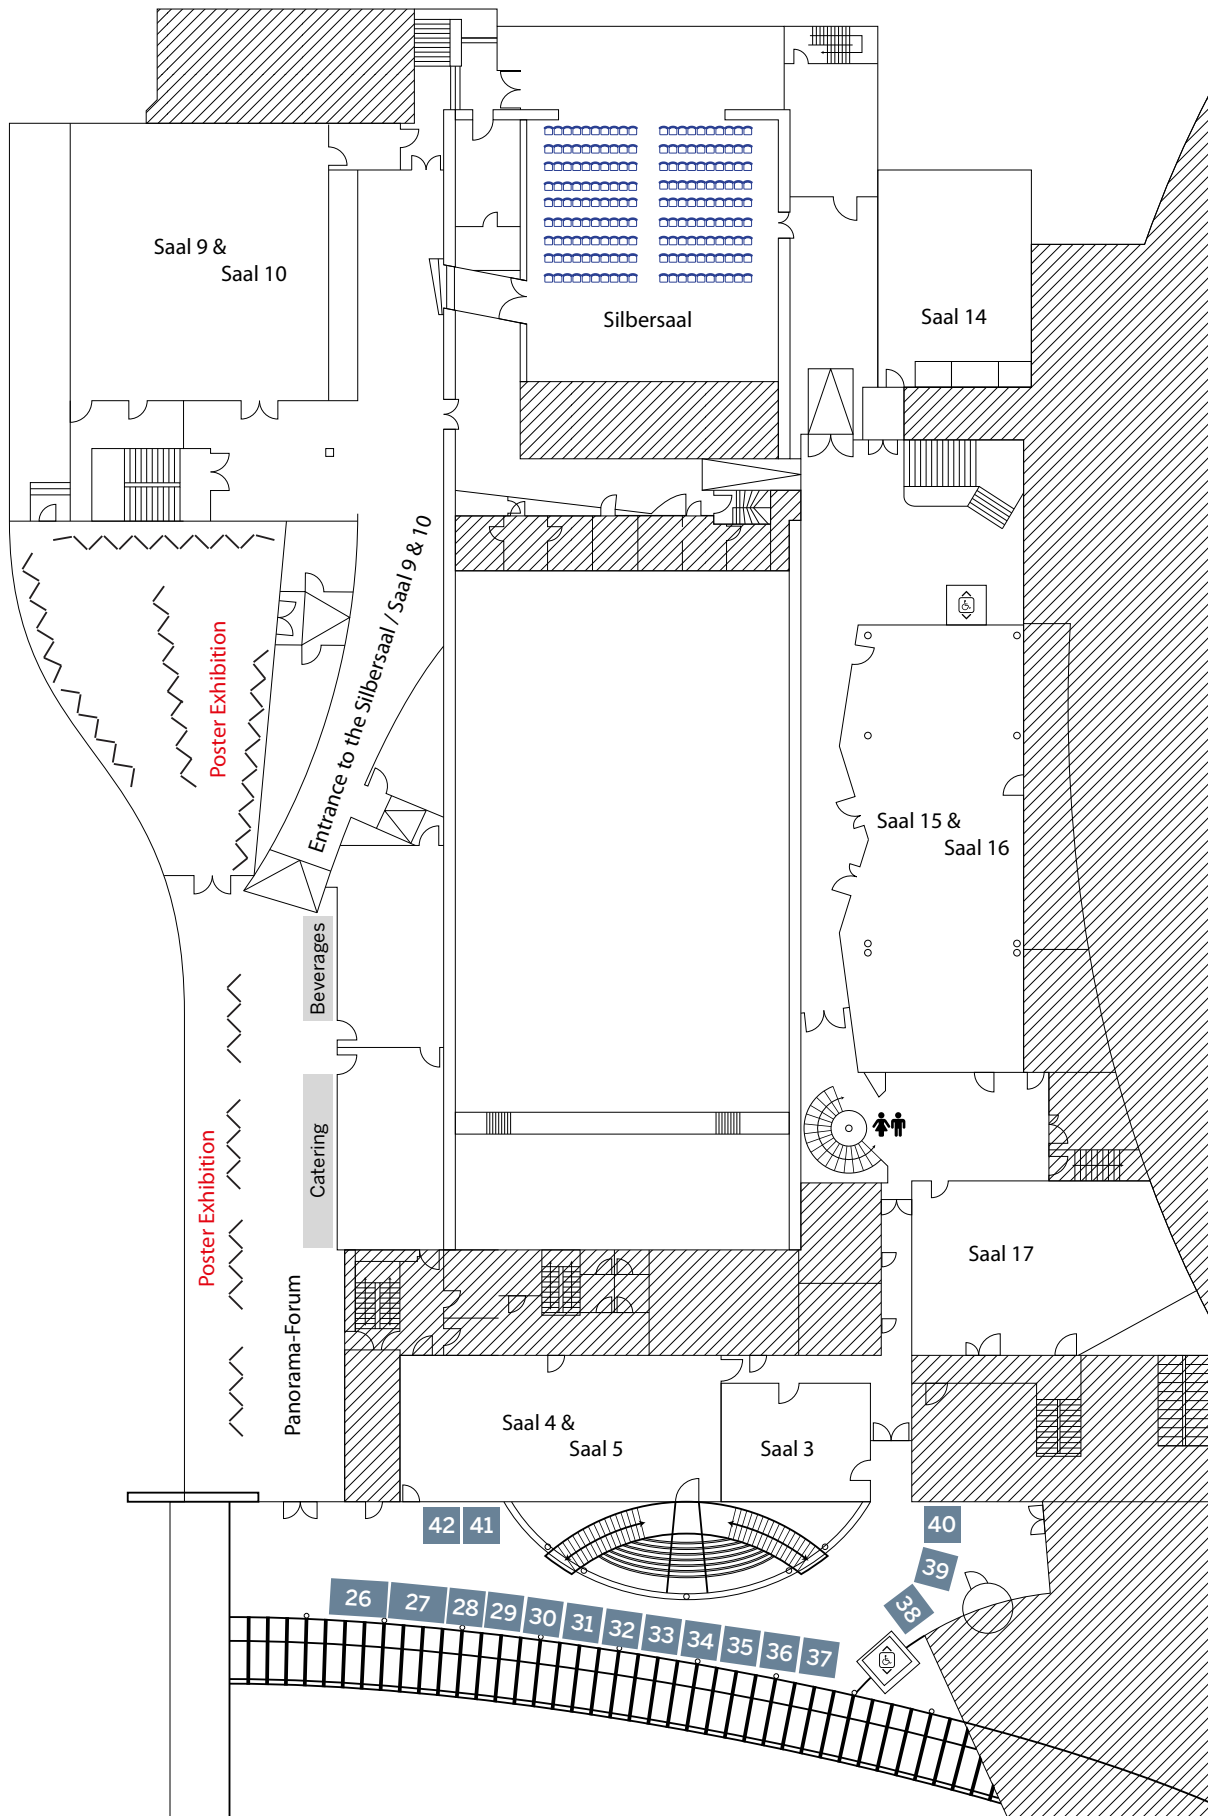 Saal 9 &
Saal 10
Silbersaal
Saal 14
Entrance to the Silbersaal / Saal 9 & 10
Poster Exhibition
Saal 15 &
Saal 16
Beverages
Catering
Poster Exhibition
Panorama-Forum
Saal 17
Saal 4 &
Saal 5
Saal 3
42
41
40
39
38
26
27
28
29
30
31
32
33
34
35
36
37